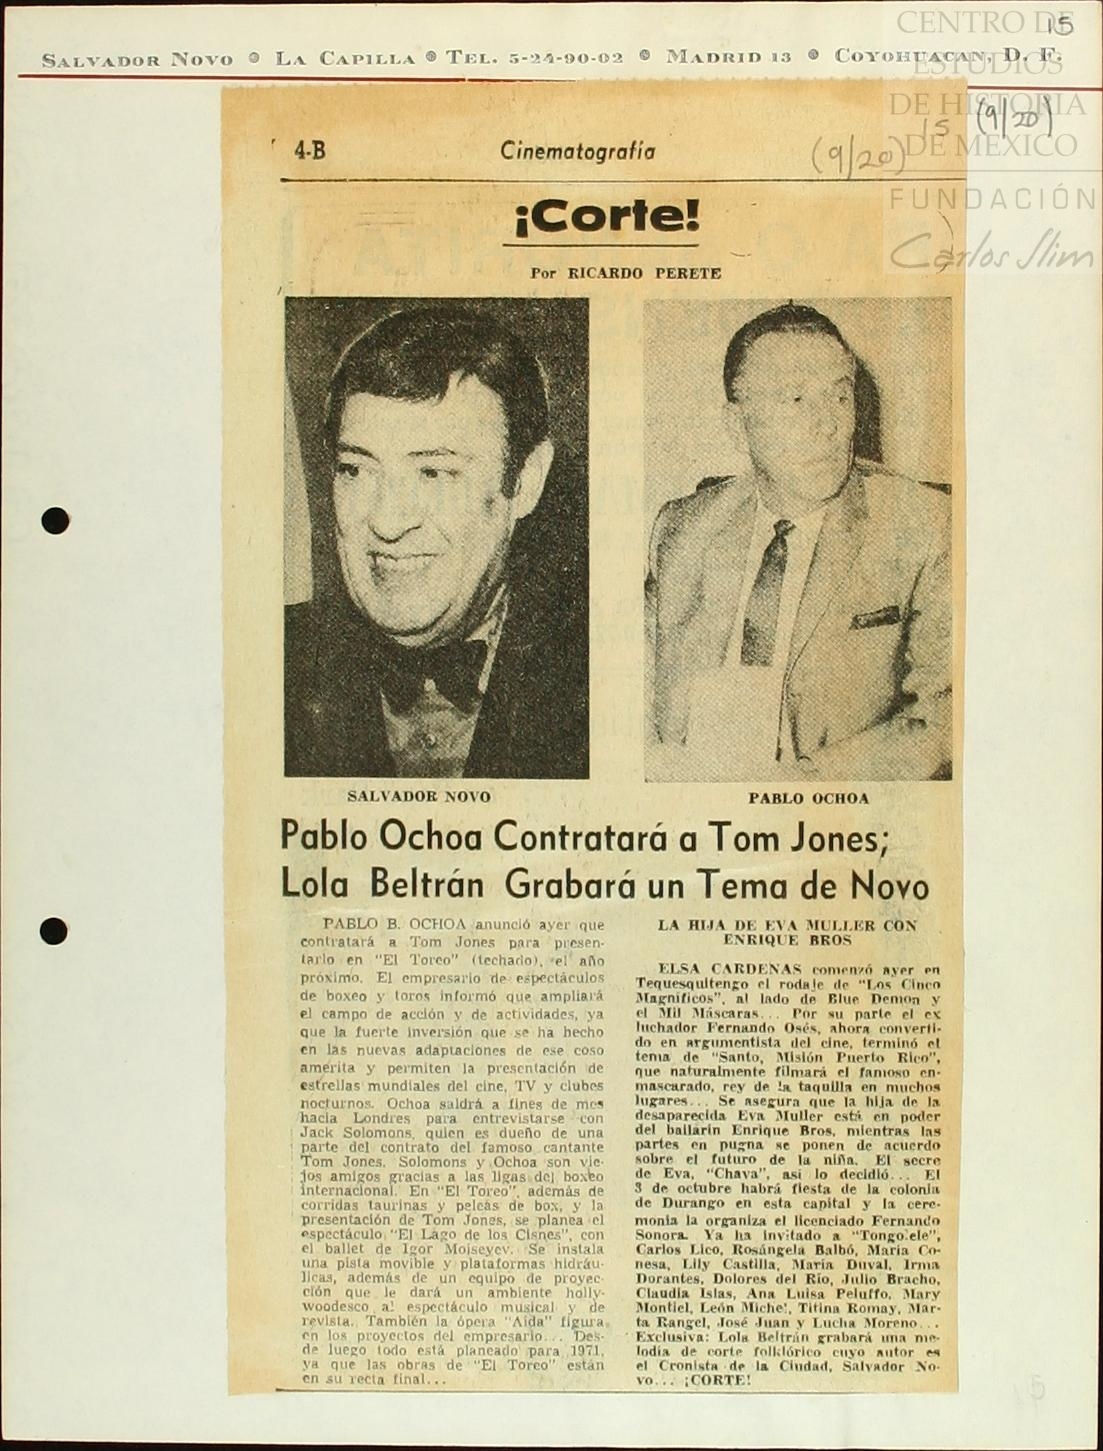 CENTRO DE
ESTUDIOS
DE HISTORIA
DE MEXICO
FUNDACIÓN
Carlos Slim
15
SALVADOR NOVO LA CAPILLA TEL. 5-24-90-02 MADRID 13 COYOHUACAN, D. F.
(9/20)
15
(9/20)
4-B
Cinematografía
¡Corte!
Por RICARDO PERETE
SALVADOR NOVO
PABLO OCHOA
Pablo Ochoa Contratará a Tom Jones;
Lola Beltrán Grabará un Tema de Novo
PABLO B. OCHOA anunció ayer que
contratará a Tom Jones para presen-
tarlo en "El Toreo" (techado), el año
próximo. El empresario de espectáculos
de boxeo y toros informó que ampliará
el campo de acción y de actividades, ya
que la fuerte inversión que se ha hecho
en las nuevas adaptaciones de ese coso
amerita y permiten la presentación de
estrellas mundiales del cine, TV y clubes
nocturnos. Ochoa saldrá a fines de mes
hacia Londres para entrevistarse con
Jack Solomons, quien es dueño de una
parte del contrato del famoso cantante
Tom Jones. Solomons y Ochoa son vie-
jos amigos gracias a las ligas del boxeo
internacional. En "El Toreo", además de
corridas taurinas y peleas de box, y la
presentación de Tom Jones, se planea el
espectáculo "El Lago de los Cisnes", con
el ballet de Igor Moiseyev. Se instala
una pista movible y plataformas hidráu-
licas, además de un equipo de proyec-
ción que le dará un ambiente holly-
woodesco al espectáculo musical y de
revista. También la ópera "Aida" figura
en los proyectos del empresario... Des-
de luego todo está planeado para 1971,
ya que las obras de "El Toreo" están
en su recta final...
LA HIJA DE EVA MULLER CON
ENRIQUE BROS
ELSA CARDENAS comenzó ayer en
Tequesquitengo el rodaje de "Los Cinco
Magníficos", al lado de Blue Demon y
el Mil Máscaras... Por su parte el ex
luchador Fernando Osés, ahora converti-
do en argumentista del cine, terminó el
tema de "Santo, Misión Puerto Rico",
que naturalmente filmará el famoso en-
mascarado, rey de la taquilla en muchos
lugares... Se asegura que la hija de la
desaparecida Eva Muller está en poder
del bailarín Enrique Bros, mientras las
partes en pugna se ponen de acuerdo
sobre el futuro de la niña. El secre
de Eva, "Chava", así lo decidió... El
3 de octubre habrá fiesta de la colonia
de Durango en esta capital y la cere-
monia la organiza el licenciado Fernando
Sonora. Ya ha invitado a "Tongolele",
Carlos Lico, Rosángela Balbó, María Co-
nesa, Lily Castilla, María Duval, Irma
Dorantes, Dolores del Río, Julio Bracho,
Claudia Islas, Ana Luisa Peluffo, Mary
Montiel, León Michel, Titina Romay, Mar-
ta Rangel, José Juan y Lucha Moreno...
Exclusiva: Lola Beltrán grabará una me-
lodía de corte folklórico cuyo autor es
el Cronista de la Ciudad, Salvador No-
vo... ¡CORTE!